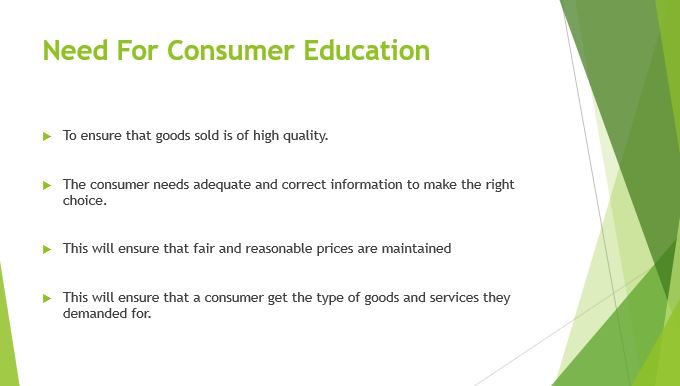 Need For Consumer Education
To ensure that goods sold is of high quality.
The consumer needs adequate and correct information to make the right
choice.
This will ensure that fair and reasonable prices are maintained
This will ensure that a consumer get the type of goods and services they
demanded for.